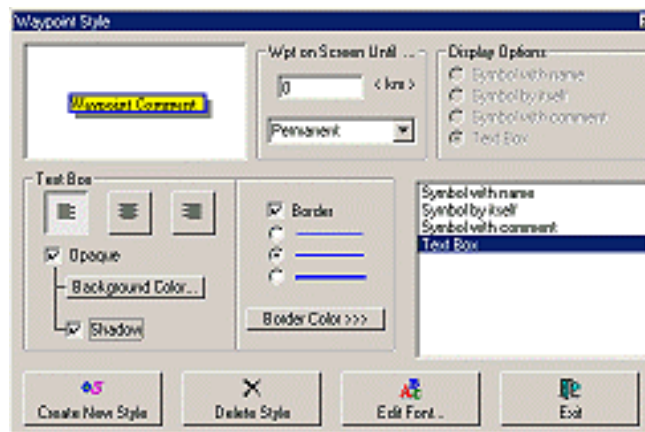 Waypoint Style
Waypoint Comment
Wpt on Screen Until ...
0
< km >
Permanent
Display Options
Symbol with name
Symbol by itself
Symbol with comment
Text Box
Text Box
Opaque
Background Color...
Shadow
Border
Border Color >>>
Symbol with name
Symbol by itself
Symbol with comment
Text Box
Create New Style
Delete Style
Edit Font...
Exit